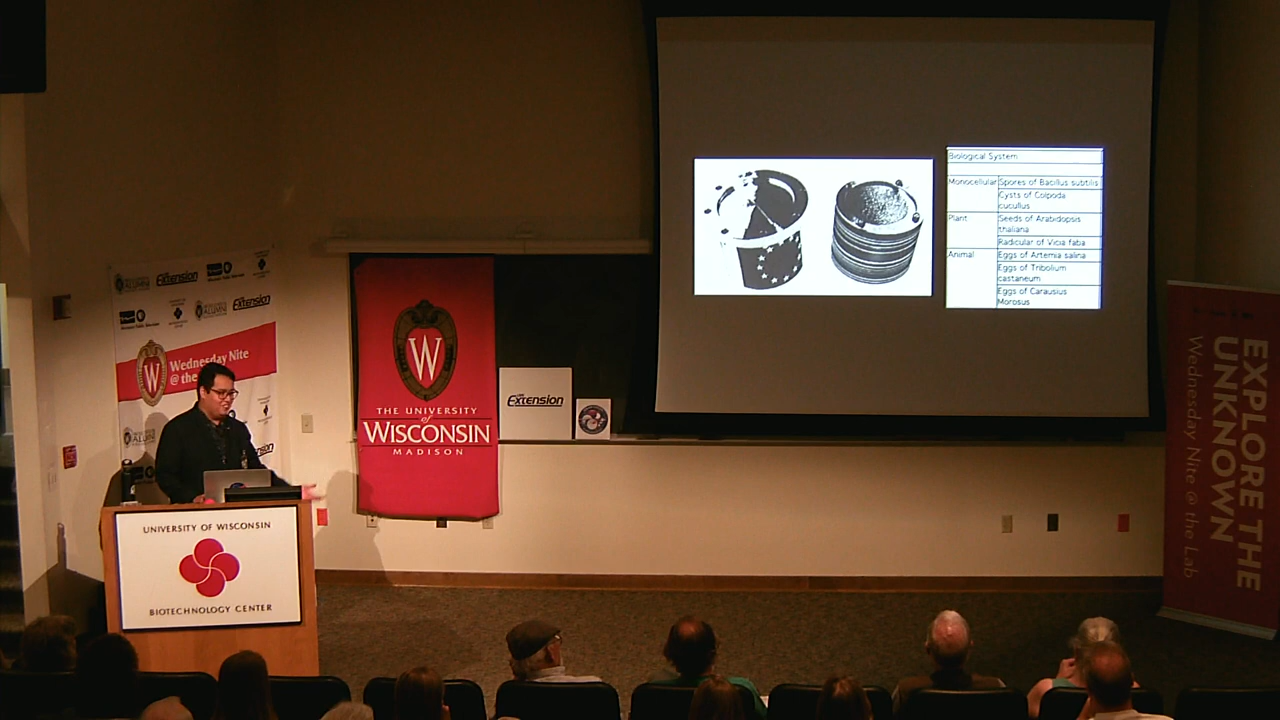 Biological System
Monocellular Spores of Bacillus subtilis
Cysts of Colpoda
cucullus
Plant Seeds of Arabidopsis
thaliana
Radicular of Vicia faba
Animal Eggs of Artemia salina
Eggs of Tribolium
castaneum
Eggs of Carausius
Morosus
Extension
ALUMNI
Extension
Wednesday Nite
@ the
W
THE UNIVERSITY
of
WISCONSIN
MADISON
Extension
UNIVERSITY OF WISCONSIN
BIOTECHNOLOGY CENTER
EXPLORE THE
UNKNOWN
Wednesday Nite @ the Lab